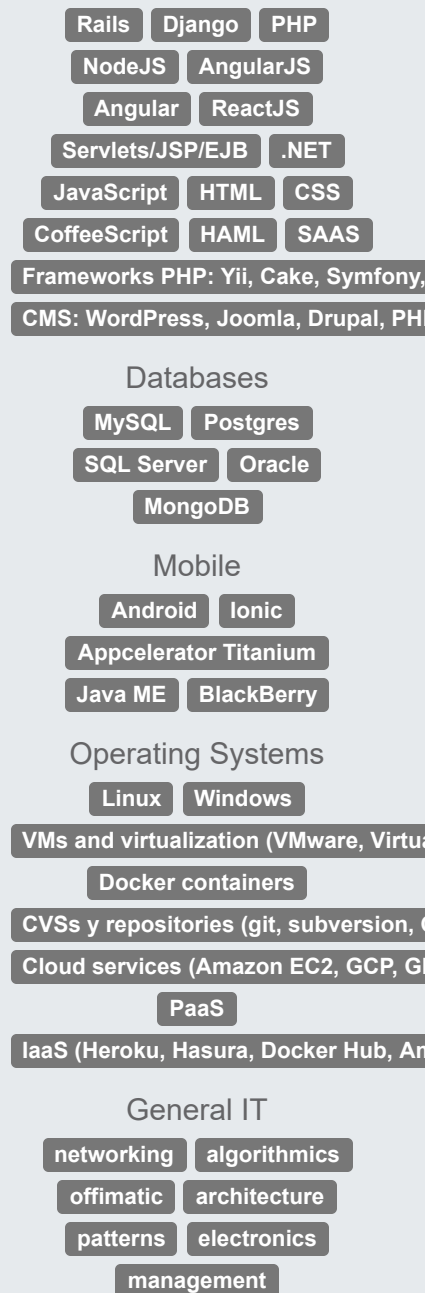 Rails Django PHP
NodeJS AngularJS
Angular ReactJS
Servlets/JSP/EJB .NET
JavaScript HTML CSS
CoffeeScript HAML SAAS
Frameworks PHP: Yii, Cake, Symfony,
CMS: WordPress, Joomla, Drupal,
Databases
MySQL Postgres
SQL Server Oracle
MongoDB
Mobile
Android Ionic
Appcelerator Titanium
Java ME BlackBerry
Operating Systems
Linux Windows
VMs and virtualization (VMware,
Docker containers
CVSs y repositories (git, subversion,
Cloud services (Amazon EC2, GCP,
PaaS
IaaS (Heroku, Hasura, Docker Hub,
General IT
networking algorithmics
offimatic architecture
patterns electronics
management